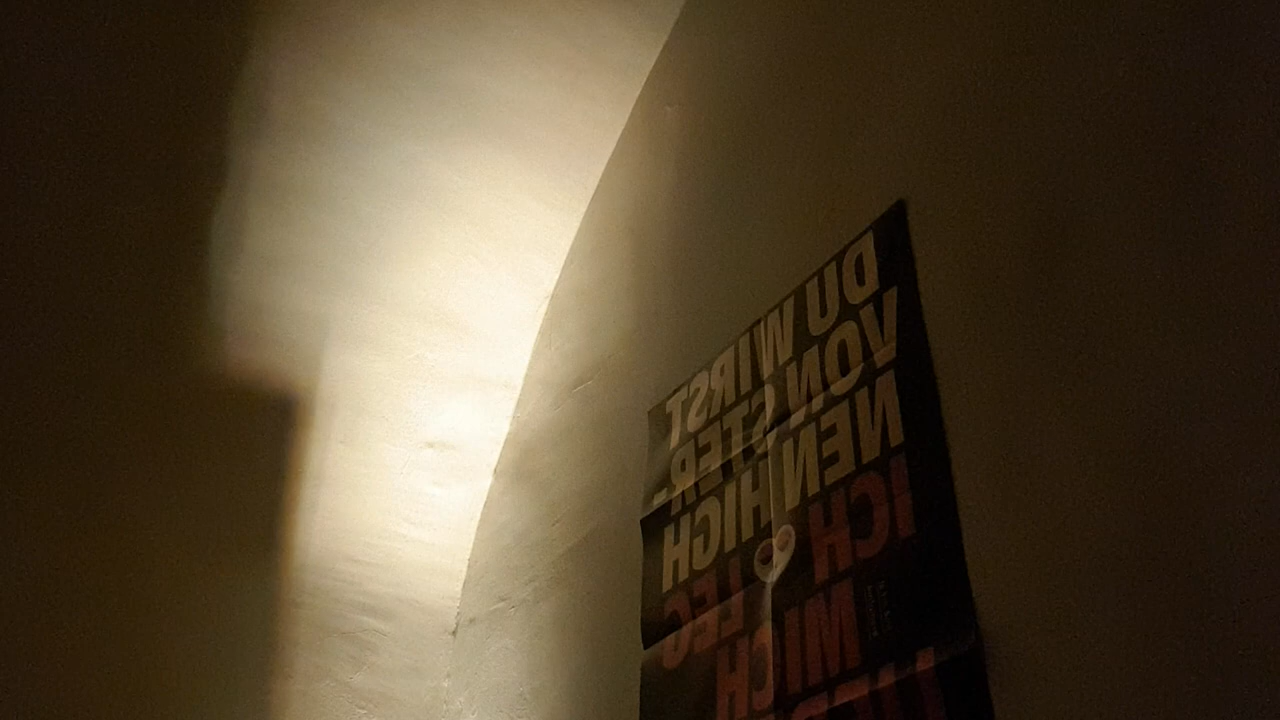 DU WIRST
VON STER-
NEN HIGH
ICH LEG
MICH